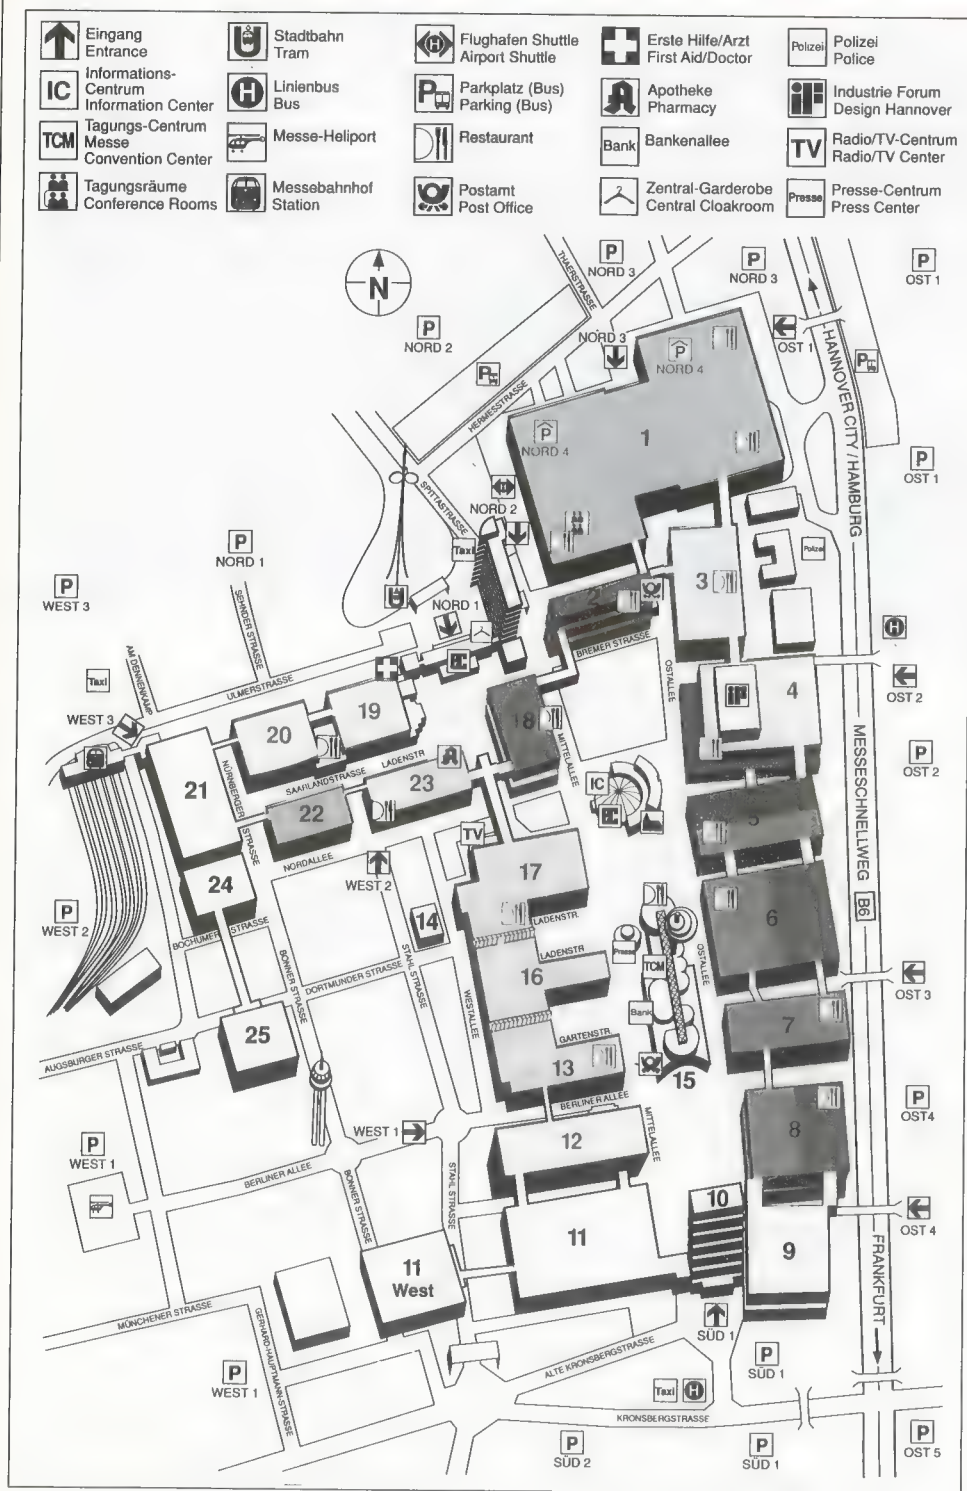 Eingang
Entrance
IC
Informations-
Centrum
Information Center
TCM
Tagungs-Centrum
Messe
Convention Center
Tagungsräume
Conference Rooms
U
Stadtbahn
Tram
H
Linienbus
Bus
Messe-Heliport
Messebahnhof
Station
H
Flughafen Shuttle
Airport Shuttle
P
Parkplatz (Bus)
Parking (Bus)
Restaurant
Postamt
Post Office
Erste Hilfe/Arzt
First Aid/Doctor
Apotheke
Pharmacy
Bank
Bankenallee
Zentral-Garderobe
Central Cloakroom
Polizei
Polizei
Police
iF
Industrie Forum
Design Hannover
TV
Radio/TV-Centrum
Radio/TV Center
Presse
Presse-Centrum
Press Center
N
THAERSTRASSE
P
NORD 3
P
NORD 3
P
OST 1
P
NORD 2
P
NORD 3
P
NORD 4
OST 1
HANNOVER CITY / HAMBURG
P
HERMESSTRASSE
P
NORD 4
1
P
OST 1
SPITTASTRASSE
H
NORD 2
P
NORD 1
Taxi
Polizei
P
WEST 3
SEHNDER STRASSE
U
NORD 1
2
3
BREMER STRASSE
H
AM DENNENKAMP
Taxi
ULMERSTRASSE
OSTALLEE
OST 2
WEST 3
19
20
18
iF
4
MITTELALLEE
21
NÜRNBERGER STRASSE
SAARLANDSTRASSE
LADENSTR.
23
22
IC
P
OST 2
MESSESCHNELLWEG
5
TV
NORDALLEE
WEST 2
17
24
6
B6
P
WEST 2
14
LADENSTR.
LADENSTR.
Presse
OSTALLEE
BOCHUMER STRASSE
BONNER STRASSE
DORTMUNDER STRASSE
STAHL STRASSE
WESTALLEE
16
TCM
OST 3
Bank
7
25
AUGSBURGER STRASSE
GARTENSTR.
13
15
BERLINER ALLEE
P
OST4
P
WEST 1
WEST 1
12
MITTELALLEE
8
BERLINER ALLEE
BONNER STRASSE
STAHL STRASSE
10
11
9
OST 4
11
West
FRANKFURT
MÜNCHENER STRASSE
GERHARD-HAUPTMANN-STRASSE
SÜD 1
P
WEST 1
ALTE KRONSBERGSTRASSE
P
SÜD 1
Taxi
H
KRONSBERGSTRASSE
P
SÜD 2
P
SÜD 1
P
OST 5